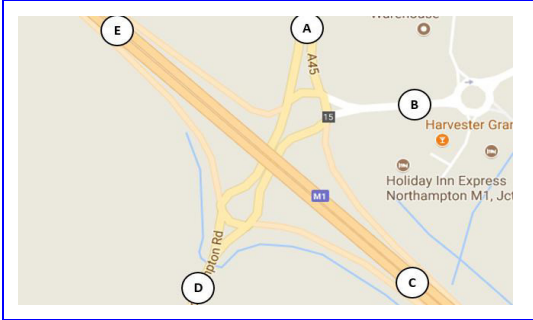 Warehouse
E
A
A45
B
15
Harvester Gran
M1
Holiday Inn Express
Northampton M1, Jct
C
D
pton Rd